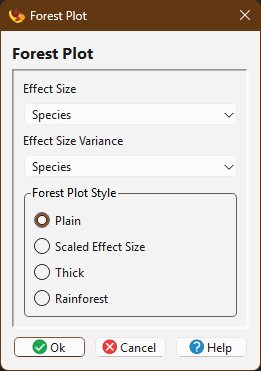 Forest Plot
Forest Plot
Effect Size
Species
Effect Size Variance
Species
Forest Plot Style
Plain
Scaled Effect Size
Thick
Rainforest
Ok Cancel Help